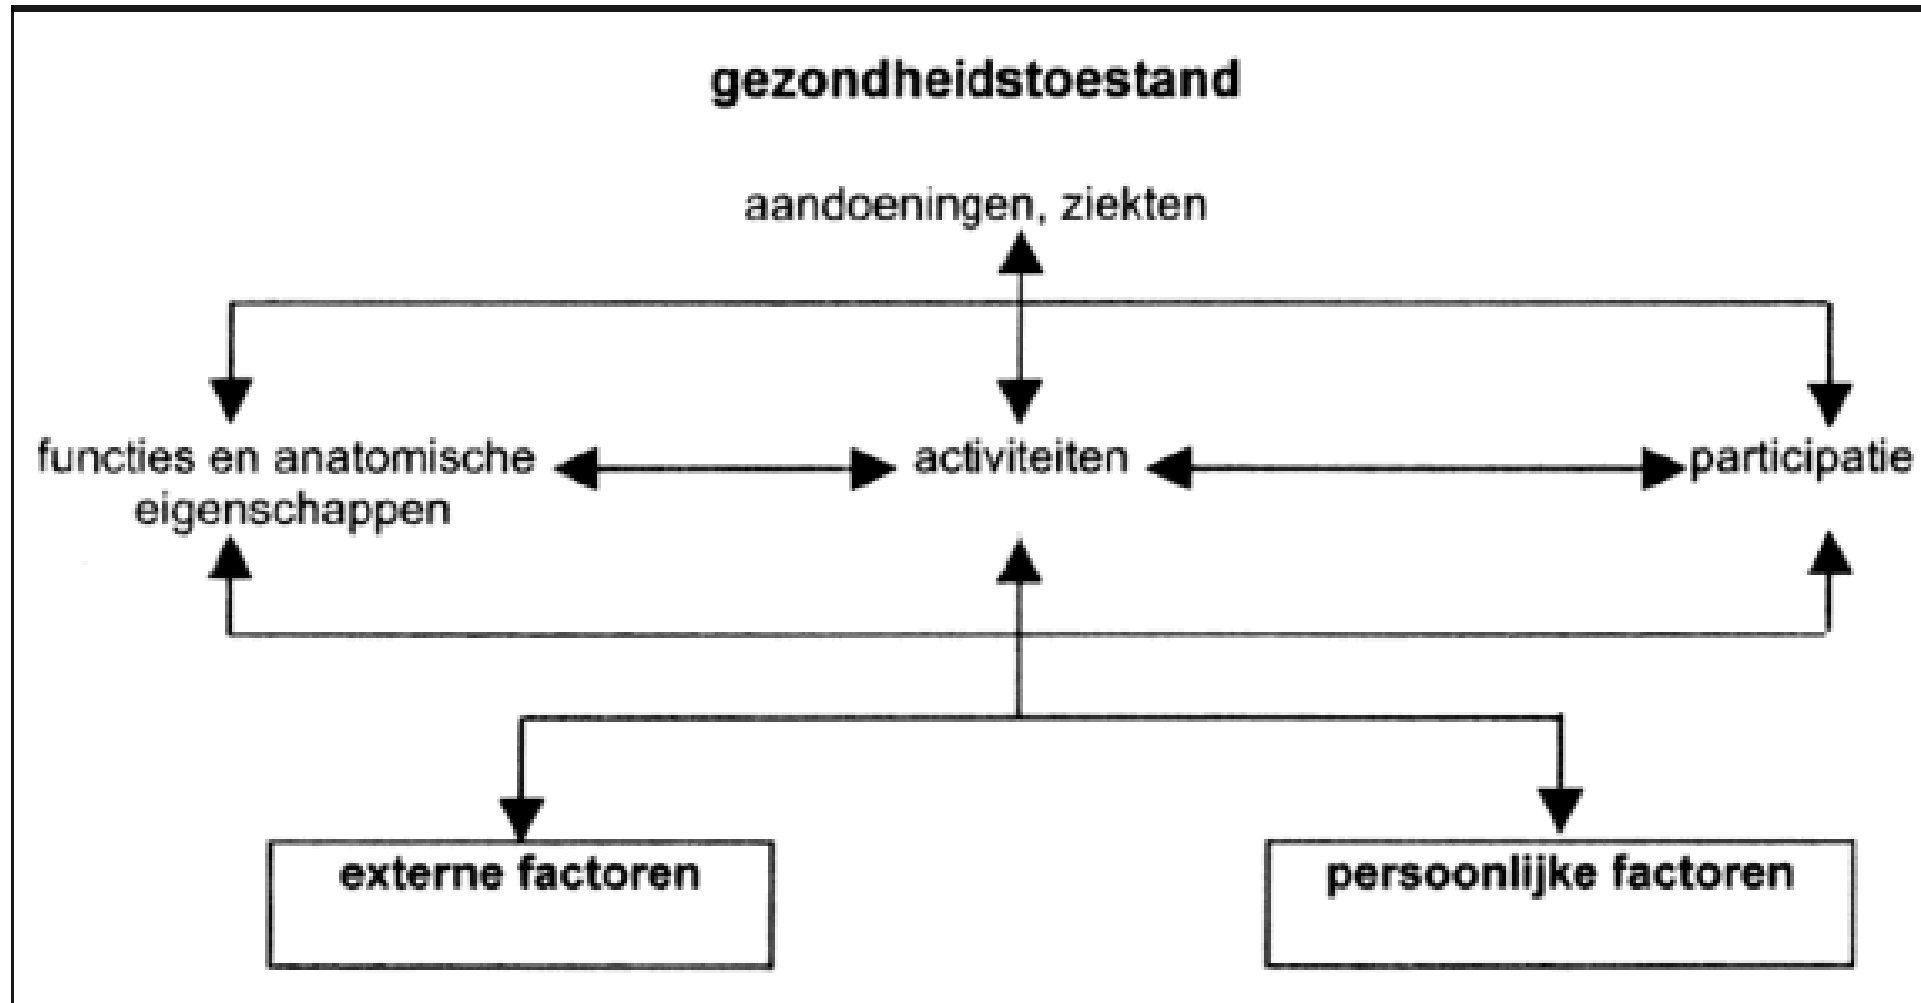 gezondheidstoestand
aandoeningen, ziekten
functies en anatomische
eigenschappen
activiteiten
participatie
externe factoren
persoonlijke factoren